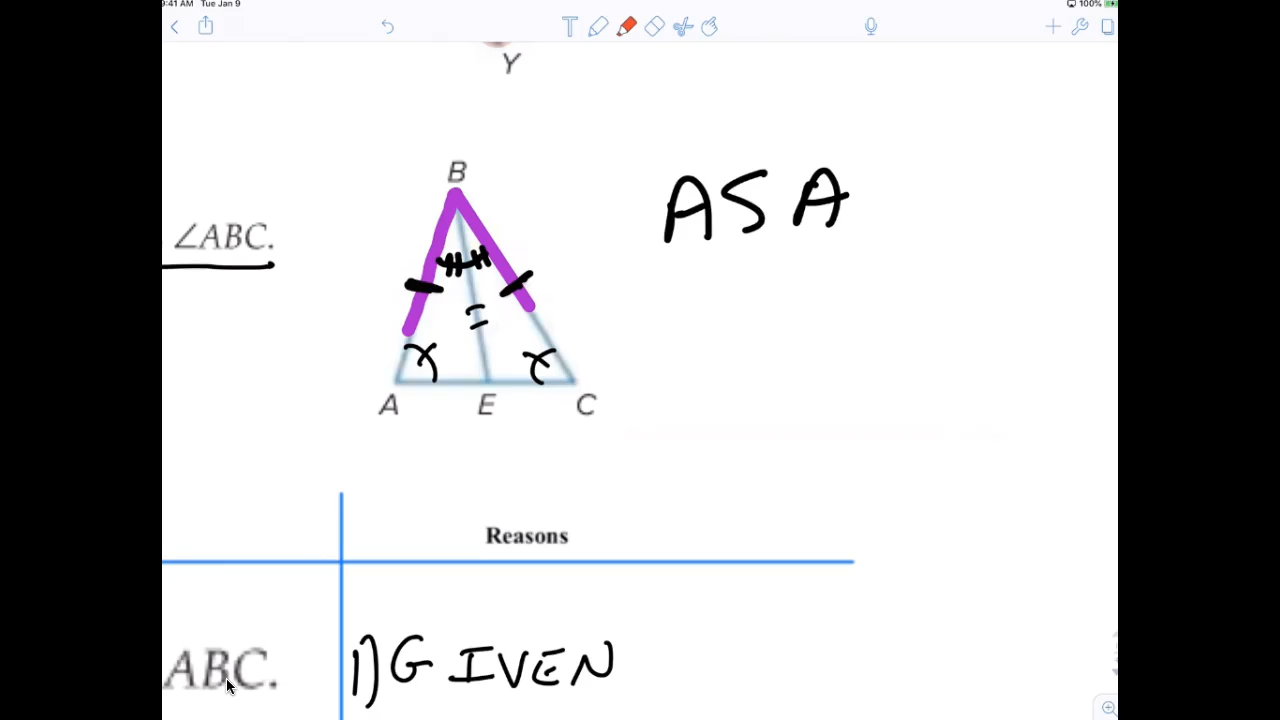 9:41 AM Tue Jan 9
100%
T
Y
B
ASA
∠ABC.
A E C
Reasons
ABC.
1) GIVEN